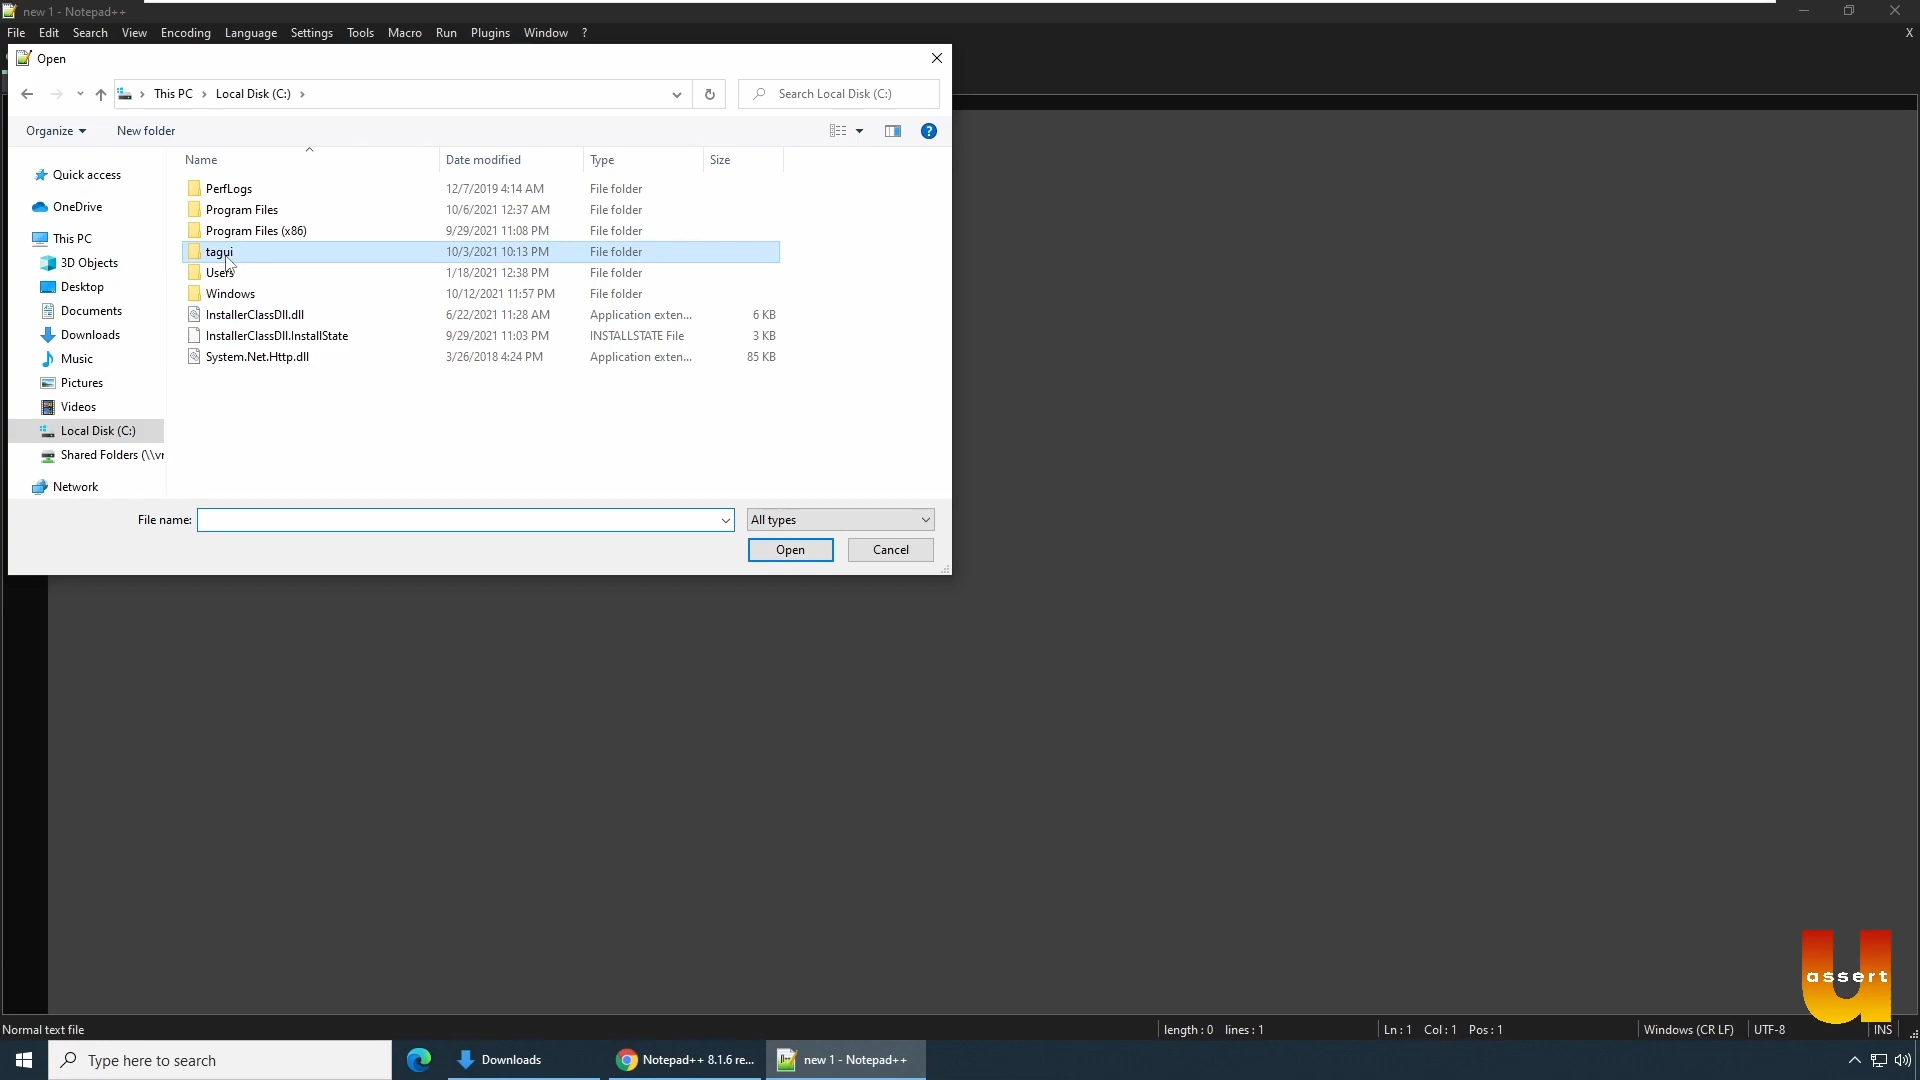 new 1 - Notepad++
File Edit Search View Encoding Language Settings Tools Macro Run Plugins Window ? X
Open
This PC Local Disk (C:) Search Local Disk (C:)
Organize New folder
Name Date modified Type Size
Quick access
OneDrive
This PC
3D Objects
Desktop
Documents
Downloads
Music
Pictures
Videos
Local Disk (C:)
Shared Folders (\\vr
Network
PerfLogs 12/7/2019 4:14 AM File folder
Program Files 10/6/2021 12:37 AM File folder
Program Files (x86) 9/29/2021 11:08 PM File folder
tagui 10/3/2021 10:13 PM File folder
Users 1/18/2021 12:38 PM File folder
Windows 10/12/2021 11:57 PM File folder
InstallerClassDll.dll 6/22/2021 11:28 AM Application exten... 6 KB
InstallerClassDll.InstallState 9/29/2021 11:03 PM INSTALLSTATE File 3 KB
System.Net.Http.dll 3/26/2018 4:24 PM Application exten... 85 KB
File name: All types
Open Cancel
u
assert
Normal text file length : 0 lines : 1 Ln : 1 Col : 1 Pos : 1 Windows (CR LF) UTF-8 INS
Type here to search Downloads Notepad++ 8.1.6 re... new 1 - Notepad++